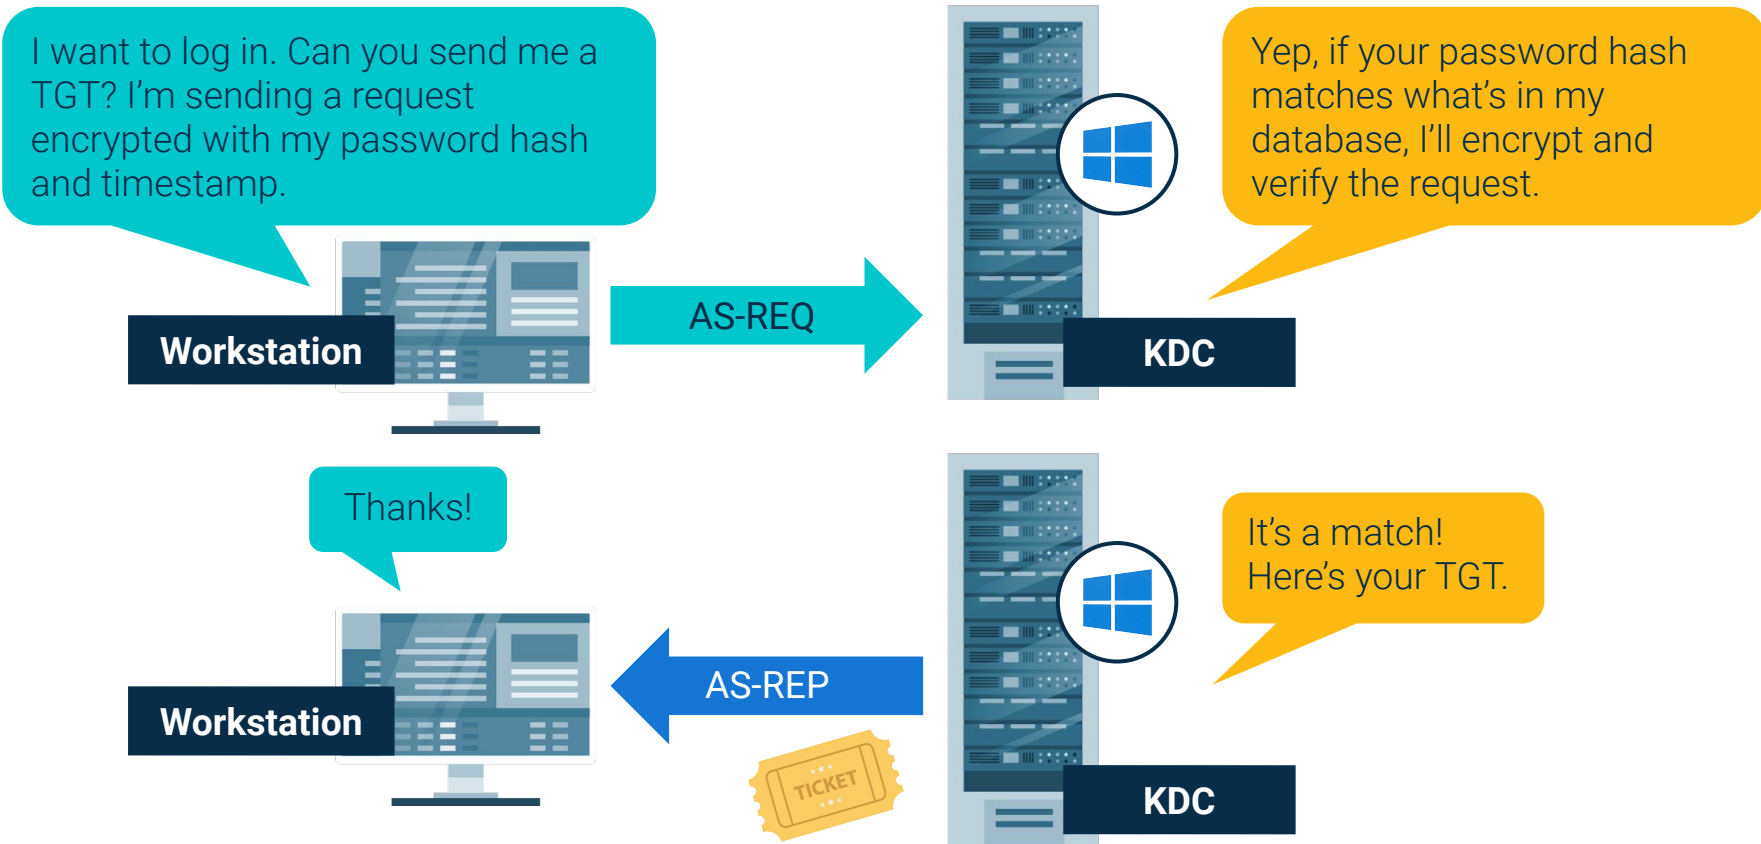 I want to log in. Can you send me a
TGT? I'm sending a request
encrypted with my password hash
and timestamp.
Yep, if your password hash
matches what's in my
database, I'll encrypt and
verify the request.
AS-REQ
Workstation
KDC
Thanks!
It's a match!
Here's your TGT.
AS-REP
Workstation
TICKET
KDC